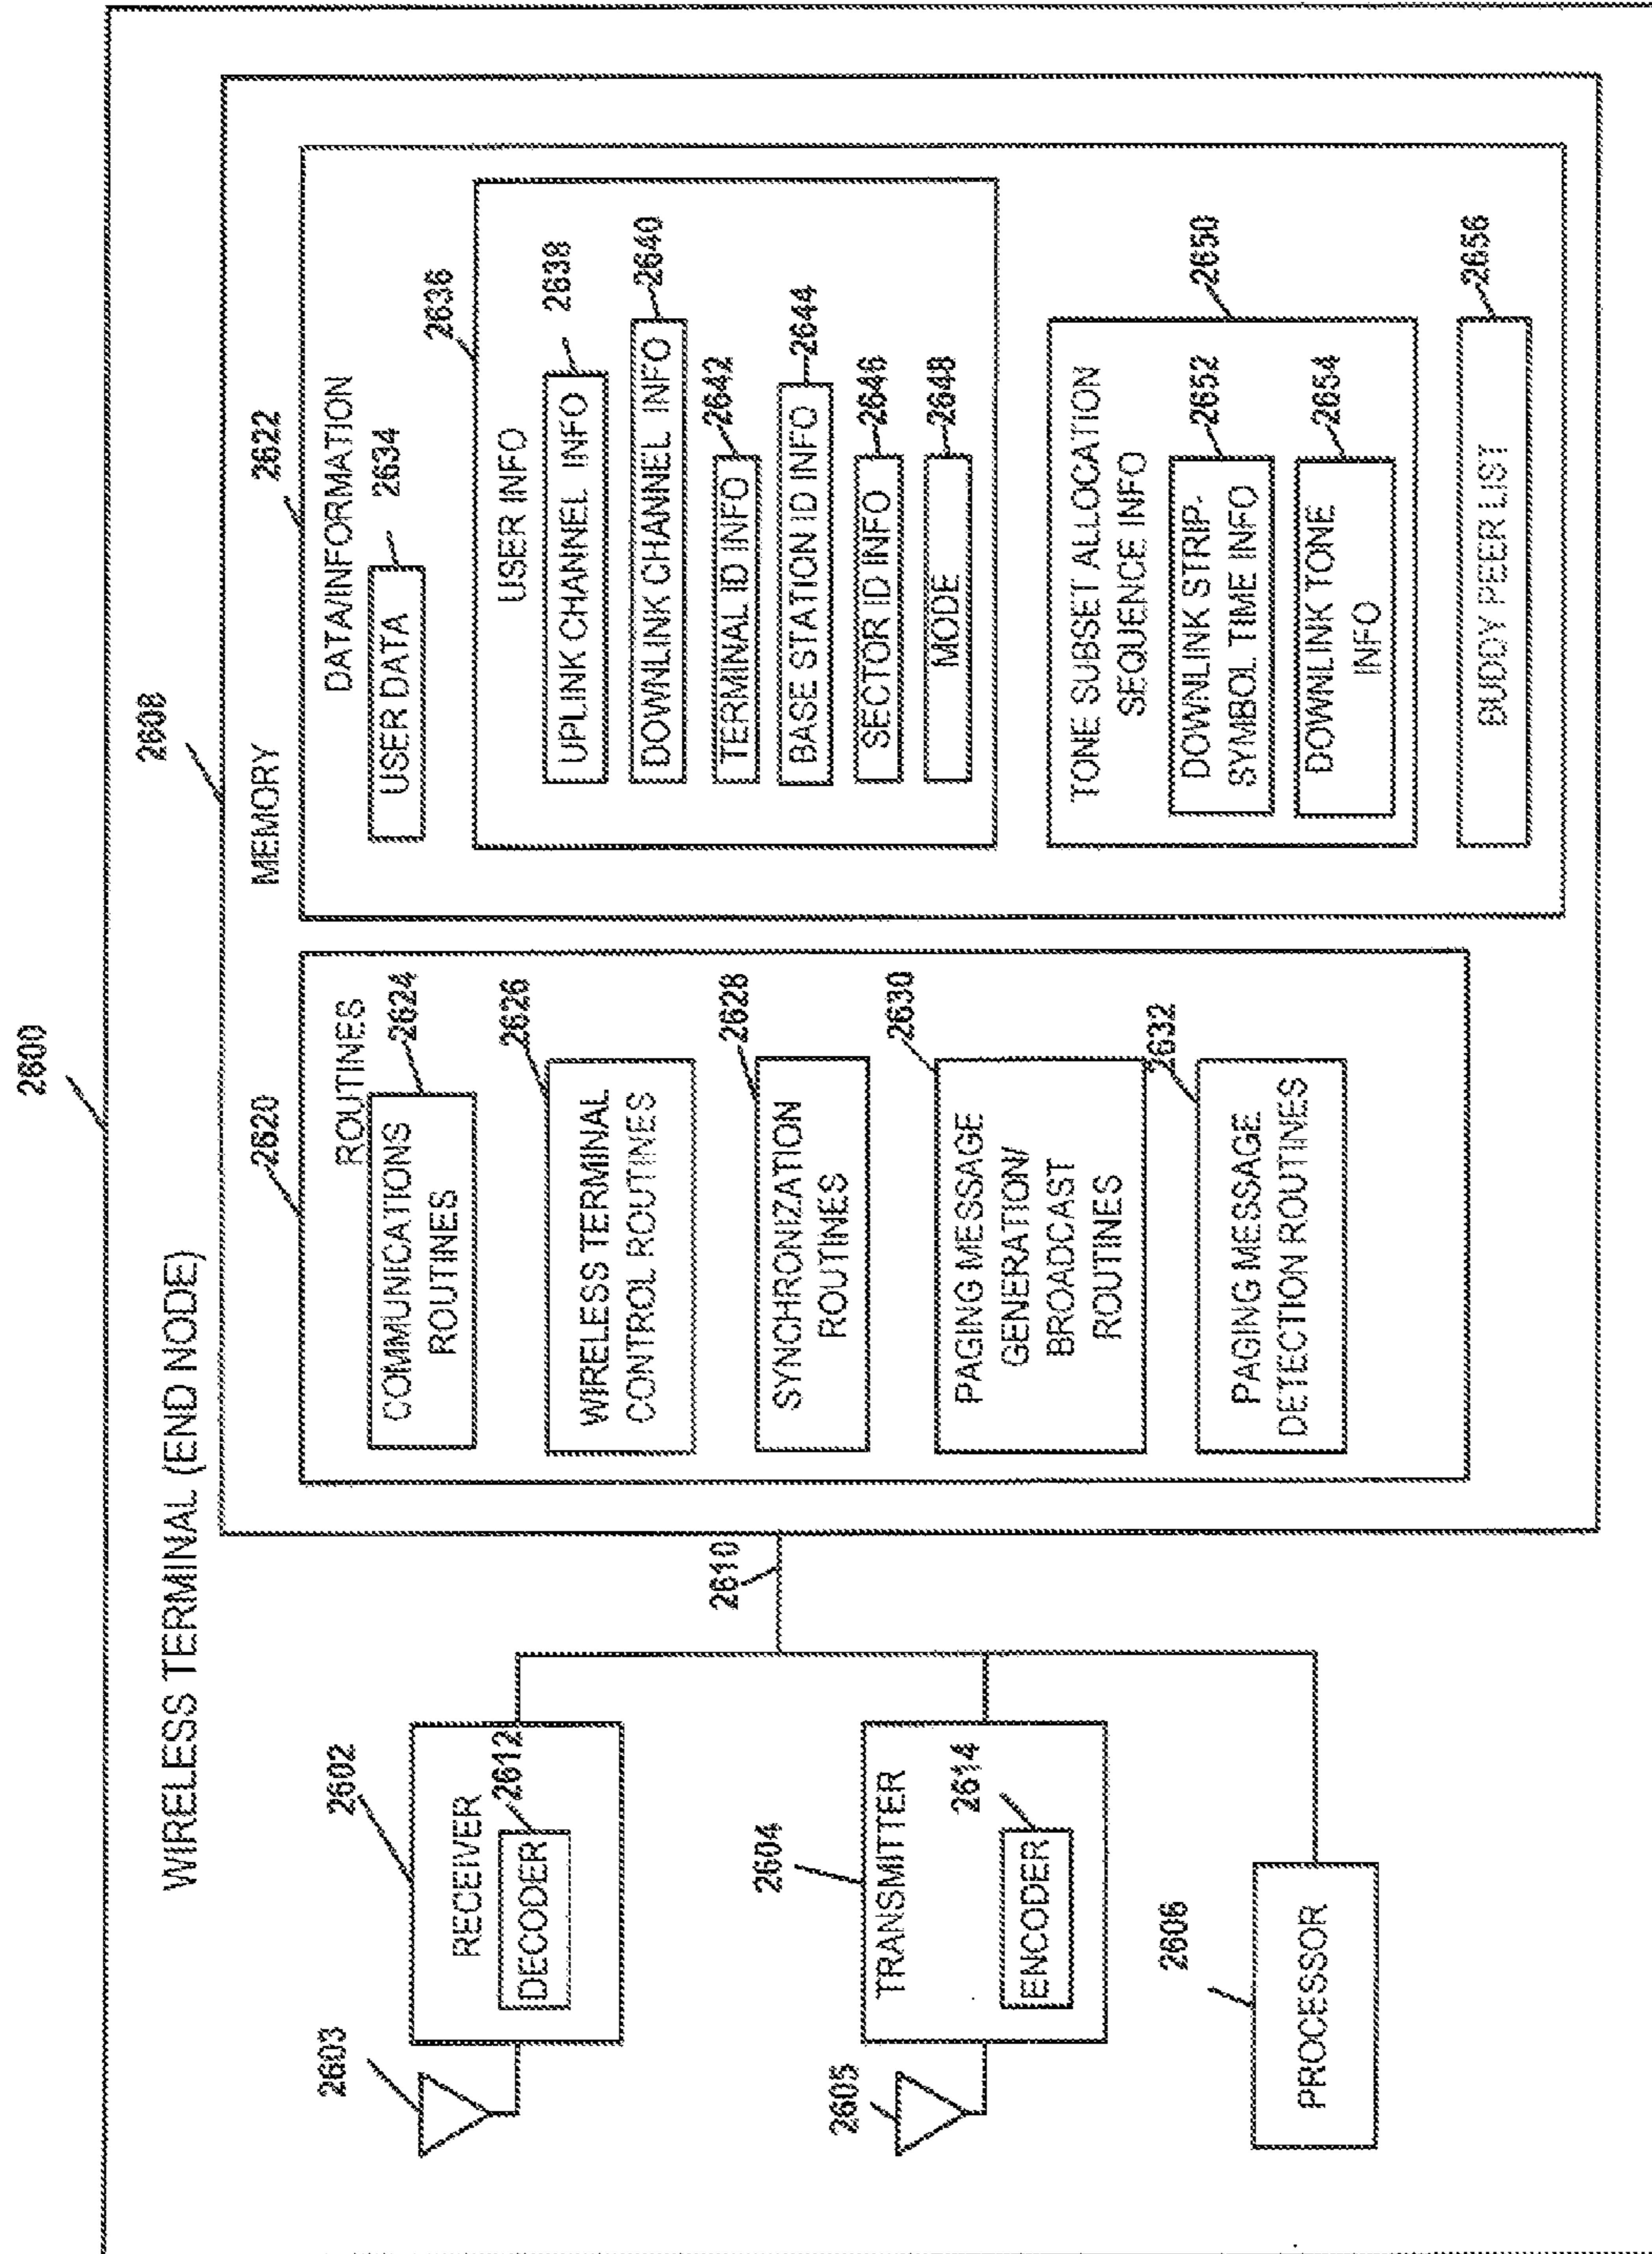 2600
WIRELESS TERMINAL (END NODE)
2603
2602
RECEIVER
2612
DECODER
2605
2604
TRANSMITTER
2614
ENCODER
2606
PROCESSOR
2610
2608
MEMORY
2620
ROUTINES
2624
COMMUNICATIONS
ROUTINES
2626
WIRELESS TERMINAL
CONTROL ROUTINES
2628
SYNCHRONIZATION
ROUTINES
2630
PAGING MESSAGE
GENERATION/
BROADCAST
ROUTINES
2632
PAGING MESSAGE
DETECTION ROUTINES
2622
DATA/INFORMATION
2634
USER DATA
2636
USER INFO
2638
UPLINK CHANNEL INFO
2640
DOWNLINK CHANNEL INFO
2642
TERMINAL ID INFO
2644
BASE STATION ID INFO
2646
SECTOR ID INFO
2648
MODE
2650
TONE SUBSET ALLOCATION
SEQUENCE INFO
2652
DOWNLINK STRIP-
SYMBOL TIME INFO
2654
DOWNLINK TONE
INFO
2656
BUDDY PEER LIST